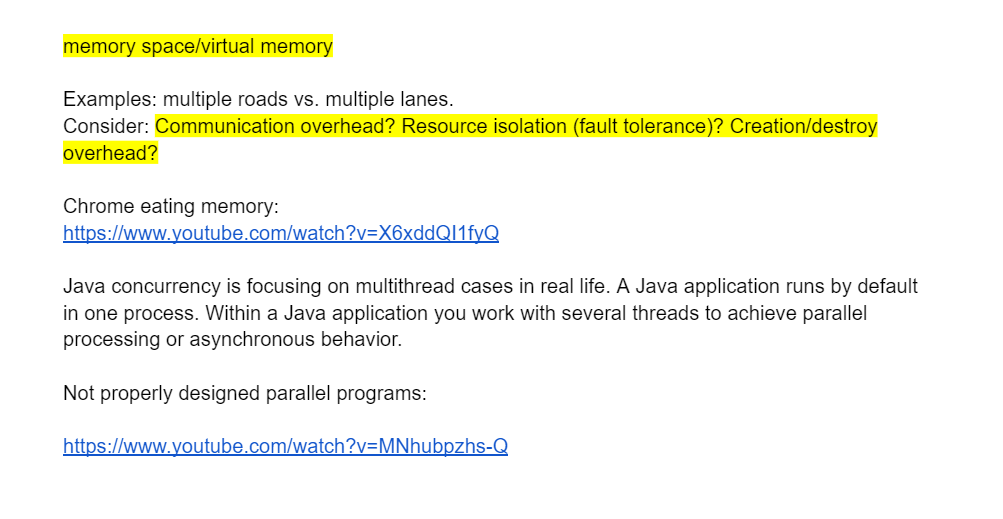 memory space/virtual memory
Examples: multiple roads vs. multiple lanes.
Consider: Communication overhead? Resource isolation (fault tolerance)? Creation/destroy
overhead?
Chrome eating memory:
https://www.youtube.com/watch?v=X6xddQI1fyQ
Java concurrency is focusing on multithread cases in real life. A Java application runs by default
in one process. Within a Java application you work with several threads to achieve parallel
processing or asynchronous behavior.
Not properly designed parallel programs:
https://www.youtube.com/watch?v=MNhubpzhs-Q